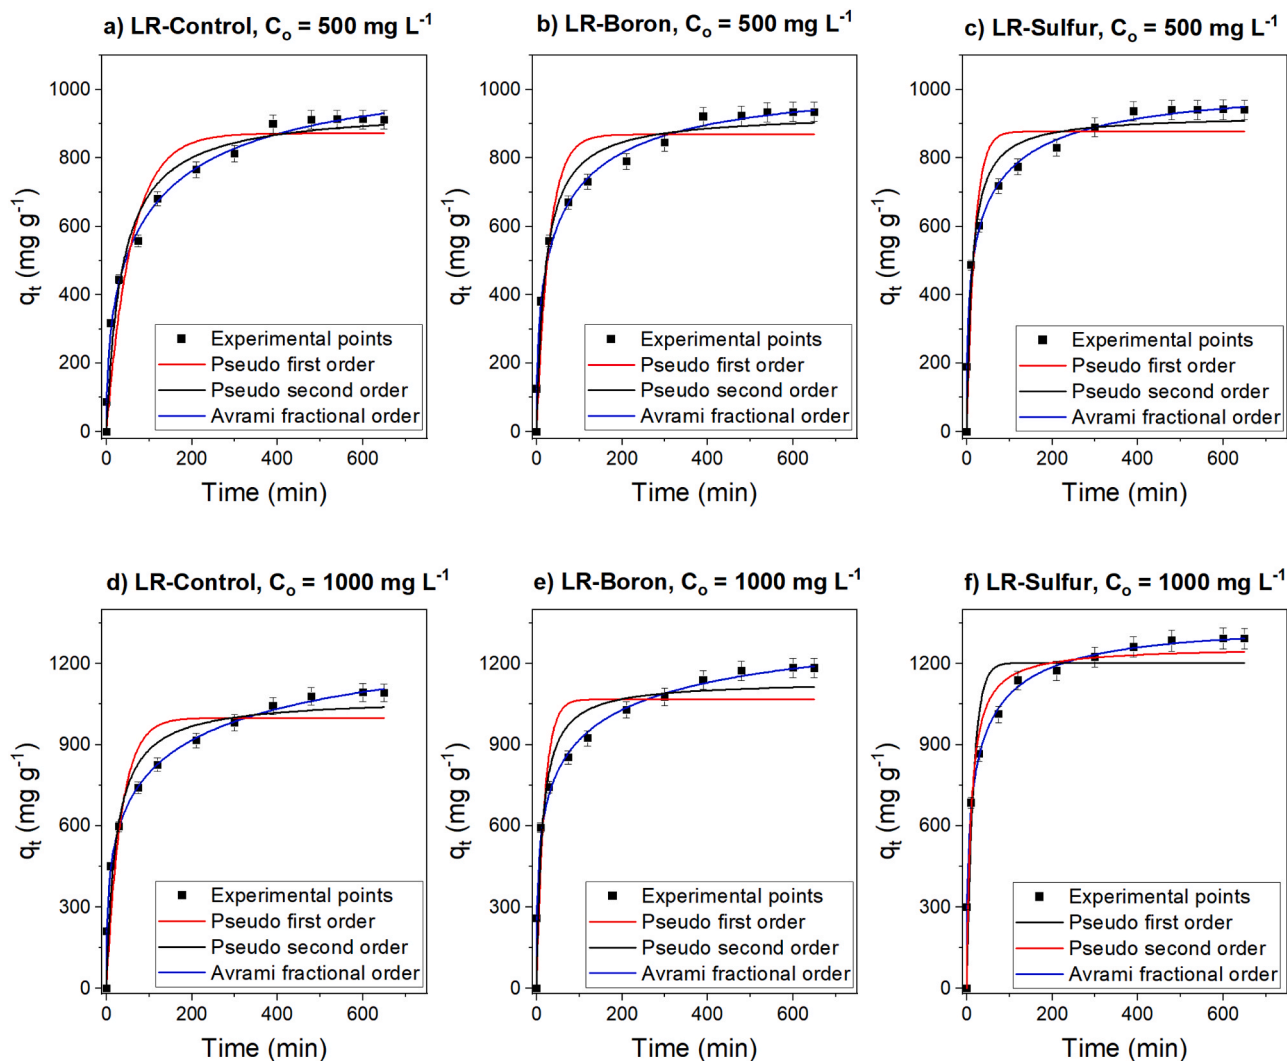 a) LR-Control, Cₒ = 500 mg L⁻¹
1000
800
600
400
200
0
qₜ (mg g⁻¹)
Experimental points
Pseudo first order
Pseudo second order
Avrami fractional order
0 200 400 600
Time (min)
b) LR-Boron, Cₒ = 500 mg L⁻¹
1000
800
600
400
200
0
qₜ (mg g⁻¹)
Experimental points
Pseudo first order
Pseudo second order
Avrami fractional order
0 200 400 600
Time (min)
c) LR-Sulfur, Cₒ = 500 mg L⁻¹
1000
800
600
400
200
0
qₜ (mg g⁻¹)
Experimental points
Pseudo first order
Pseudo second order
Avrami fractional order
0 200 400 600
Time (min)
d) LR-Control, Cₒ = 1000 mg L⁻¹
1200
900
600
300
0
qₜ (mg g⁻¹)
Experimental points
Pseudo first order
Pseudo second order
Avrami fractional order
0 200 400 600
Time (min)
e) LR-Boron, Cₒ = 1000 mg L⁻¹
1200
900
600
300
0
qₜ (mg g⁻¹)
Experimental points
Pseudo first order
Pseudo second order
Avrami fractional order
0 200 400 600
Time (min)
f) LR-Sulfur, Cₒ = 1000 mg L⁻¹
1200
900
600
300
0
qₜ (mg g⁻¹)
Experimental points
Pseudo first order
Pseudo second order
Avrami fractional order
0 200 400 600
Time (min)